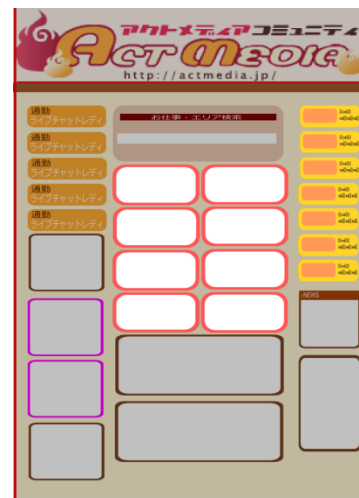 アクトメディアコミュニティ
ACT MEDIA
http://actmedia.jp/
通勤
ライブチャットレディ
通勤
ライブチャットレディ
通勤
ライブチャットレディ
通勤
ライブチャットレディ
通勤
ライブチャットレディ
お仕事・エリア検索
NEWS